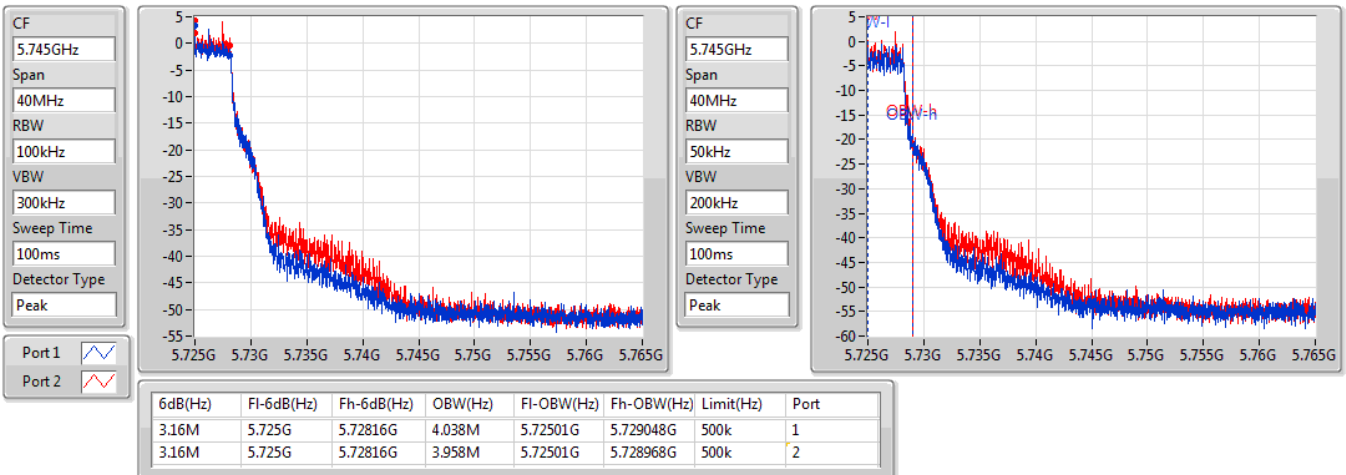 CF
5.745GHz
Span
40MHz
RBW
100kHz
VBW
300kHz
Sweep Time
100ms
Detector Type
Peak
Port 1
Port 2
5-
0-
-5-
-10-
-15-
-20-
-25-
-30-
-35-
-40-
-45-
-50-
-55-
5.725G 5.73G 5.735G 5.74G 5.745G 5.75G 5.755G 5.76G 5.765G
CF
5.745GHz
Span
40MHz
RBW
50kHz
VBW
200kHz
Sweep Time
100ms
Detector Type
Peak
5-
0-
-5-
-10-
-15-
-20-
-25-
-30-
-35-
-40-
-45-
-50-
-55-
-60-
W-l
OBW-h
5.725G 5.73G 5.735G 5.74G 5.745G 5.75G 5.755G 5.76G 5.765G
6dB(Hz) Fl-6dB(Hz) Fh-6dB(Hz) OBW(Hz) Fl-OBW(Hz) Fh-OBW(Hz) Limit(Hz) Port
3.16M 5.725G 5.72816G 4.038M 5.72501G 5.729048G 500k 1
3.16M 5.725G 5.72816G 3.958M 5.72501G 5.728968G 500k 2